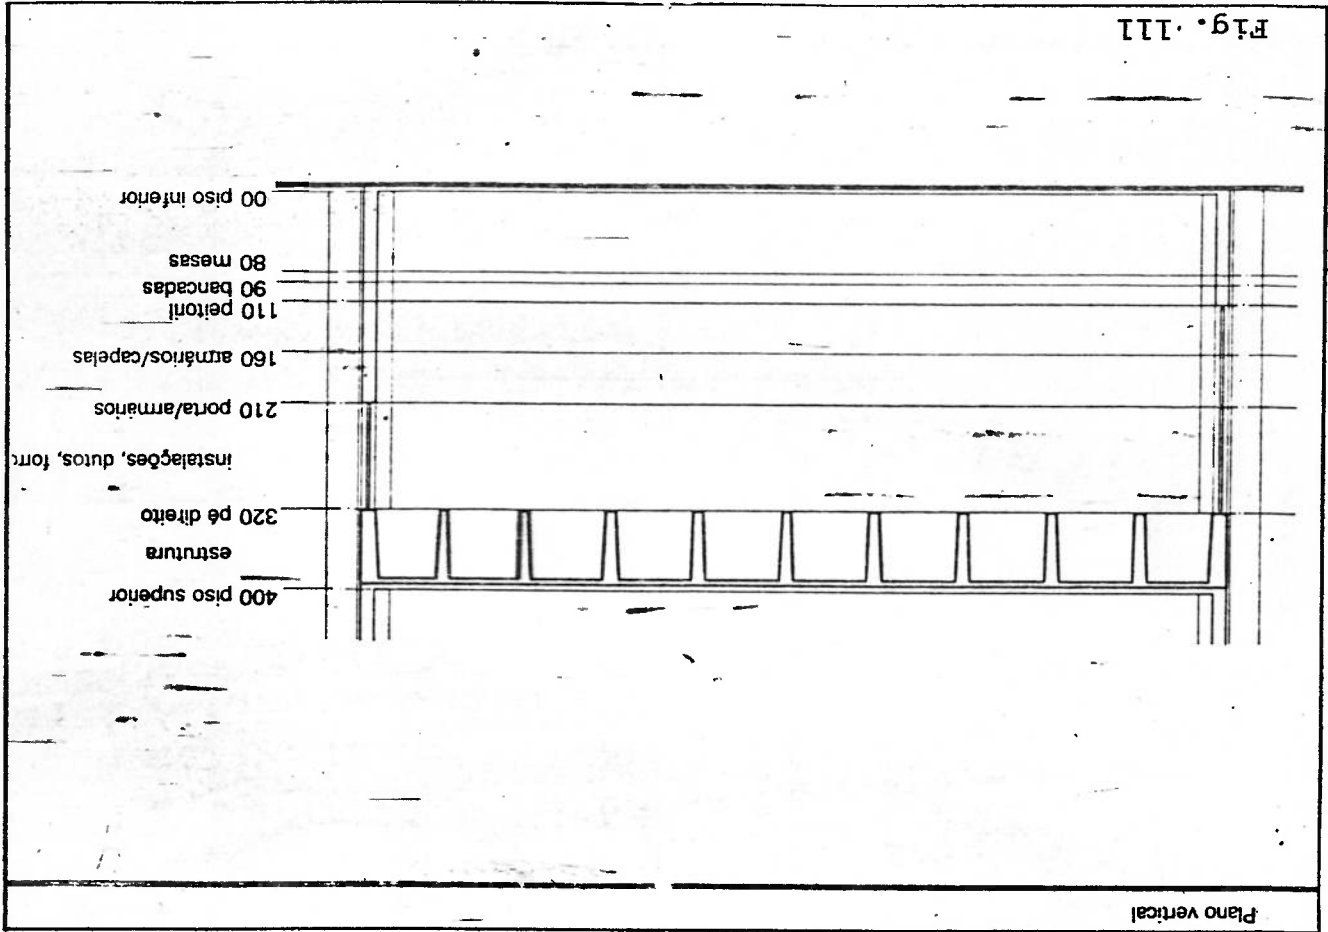 Plano vertical
400 piso superior
estrutura
320 pé direito
instalações, dutos, forro
210 porta/armários
160 armários/capelas
110 peitoril
90 bancadas
80 mesas
00 piso inferior
Fig. 111